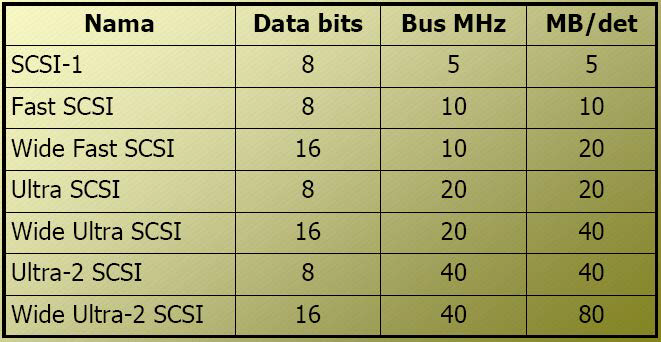 Nama Data bits Bus MHz MB/det
SCSI-1 8 5 5
Fast SCSI 8 10 10
Wide Fast SCSI 16 10 20
Ultra SCSI 8 20 20
Wide Ultra SCSI 16 20 40
Ultra-2 SCSI 8 40 40
Wide Ultra-2 SCSI 16 40 80